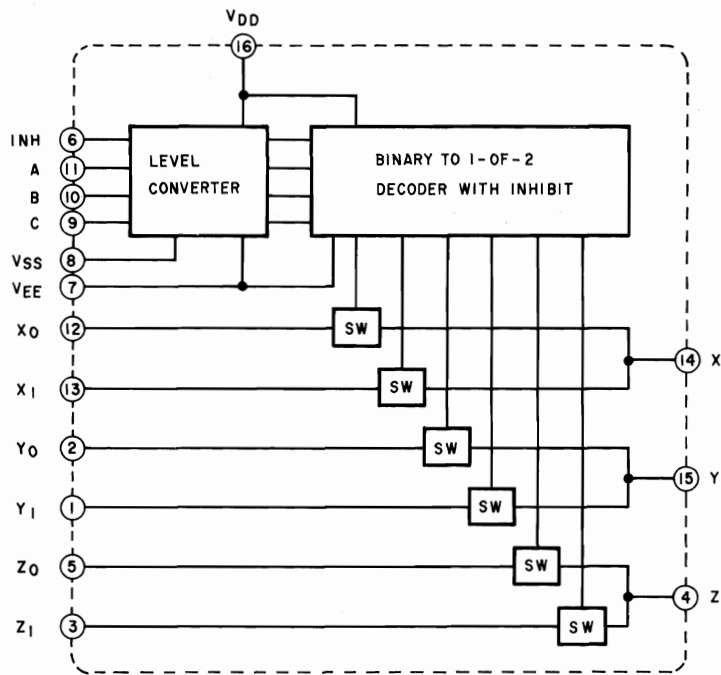 VDD
16
INH 6
A 11
B 10
C 9
VSS 8
VEE 7
LEVEL
CONVERTER
BINARY TO 1-OF-2
DECODER WITH INHIBIT
X0 12
SW
14 X
X1 13
SW
Y0 2
SW
15 Y
Y1 1
SW
Z0 5
SW
4 Z
Z1 3
SW